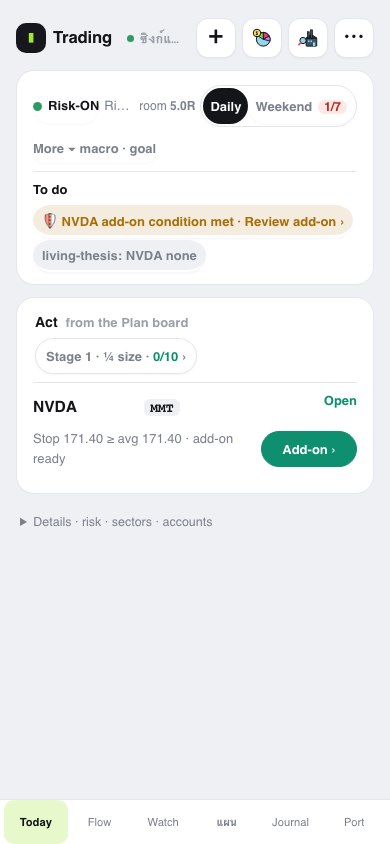 Trading
ซิงก์แ...
Risk-ON Ri... room 5.0R Daily Weekend 1/7
More macro · goal
To do
NVDA add-on condition met · Review add-on ›
living-thesis: NVDA none
Act from the Plan board
Stage 1 · ¼ size · 0/10 ›
NVDA MMT Open
Stop 171.40 ≥ avg 171.40 · add-on
ready
Add-on ›
Details · risk · sectors · accounts
Today Flow Watch แผน Journal Port